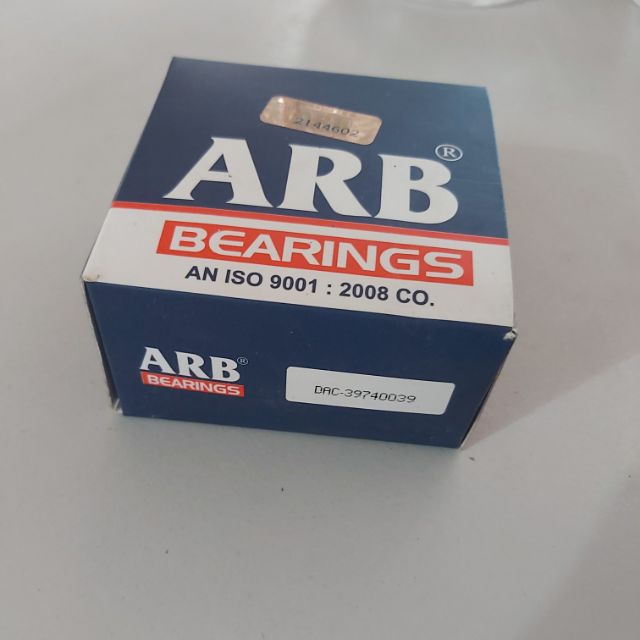 2144602
ARB®
BEARINGS
AN ISO 9001 : 2008 CO.
ARB®
BEARINGS
DAC-39740039